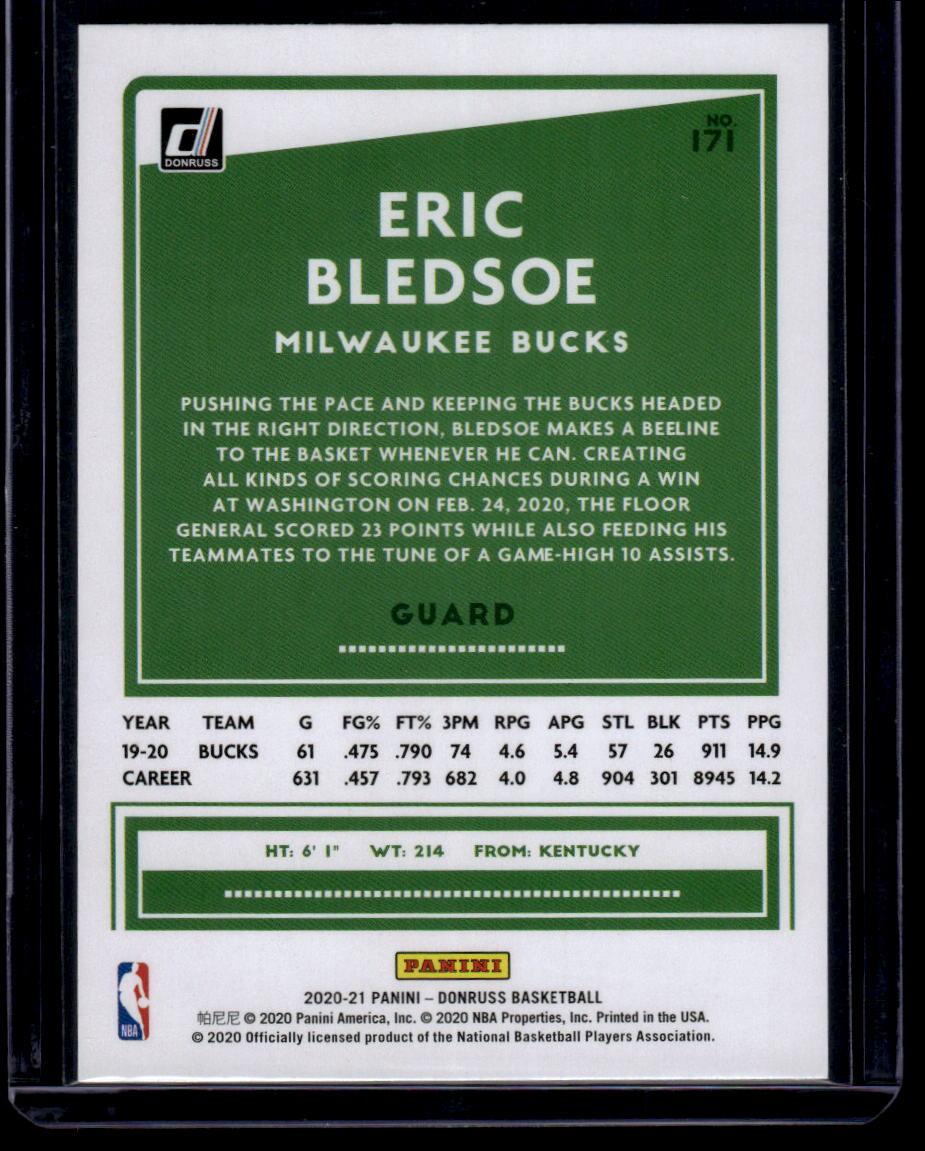 DONRUSS
NO.
171
ERIC
BLEDSOE
MILWAUKEE BUCKS
PUSHING THE PACE AND KEEPING THE BUCKS HEADED
IN THE RIGHT DIRECTION, BLEDSOE MAKES A BEELINE
TO THE BASKET WHENEVER HE CAN. CREATING
ALL KINDS OF SCORING CHANCES DURING A WIN
AT WASHINGTON ON FEB. 24, 2020, THE FLOOR
GENERAL SCORED 23 POINTS WHILE ALSO FEEDING HIS
TEAMMATES TO THE TUNE OF A GAME-HIGH 10 ASSISTS.
GUARD
YEAR TEAM G FG% FT% 3PM RPG APG STL BLK PTS PPG
19-20 BUCKS 61 .475 .790 74 4.6 5.4 57 26 911 14.9
CAREER 631 .457 .793 682 4.0 4.8 904 301 8945 14.2
HT: 6' 1" WT: 214 FROM: KENTUCKY
PANINI
NBA
2020-21 PANINI – DONRUSS BASKETBALL
帕尼尼 © 2020 Panini America, Inc. © 2020 NBA Properties, Inc. Printed in the USA.
© 2020 Officially licensed product of the National Basketball Players Association.